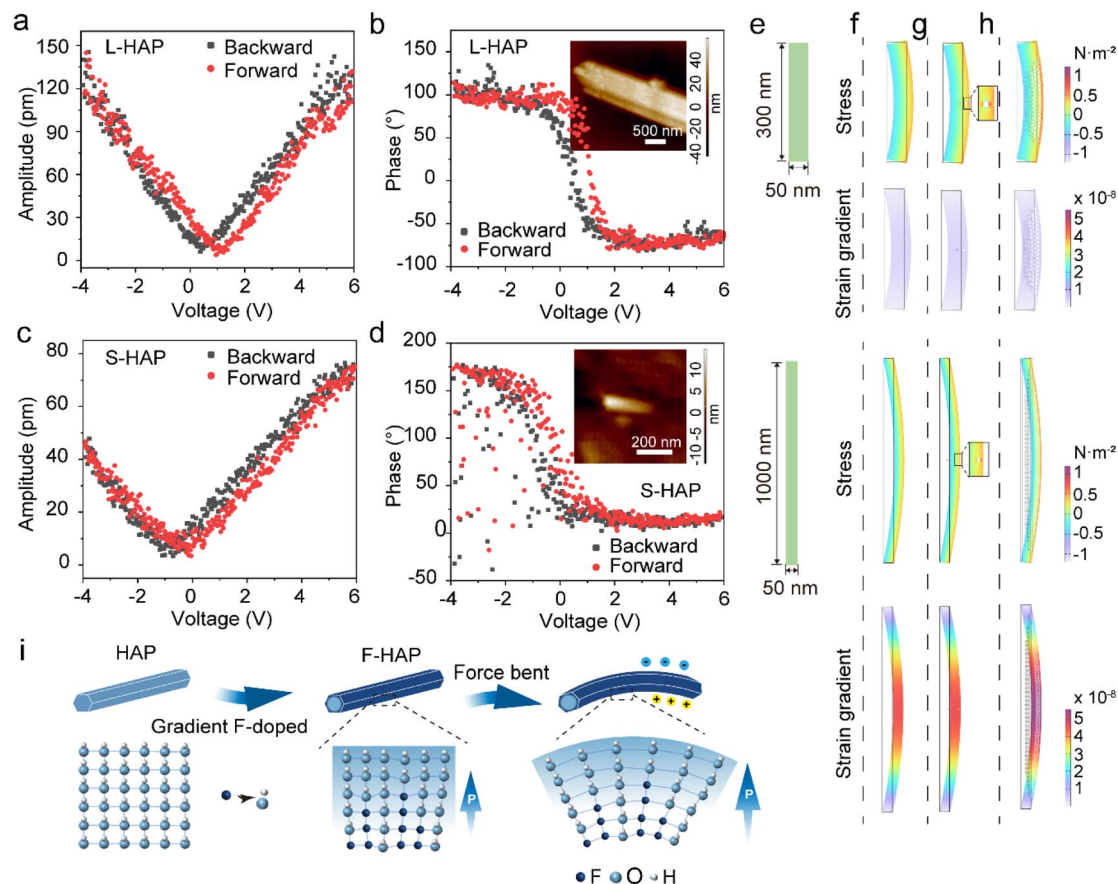 a
L-HAP
Backward
Forward
Amplitude (pm)
150
120
90
60
30
0
-4 -2 0 2 4 6
Voltage (V)
b
L-HAP
Phase (°)
150
100
50
0
-50
-100
500 nm
40
20
0
-20
-40
nm
Backward
Forward
-4 -2 0 2 4 6
Voltage (V)
c
S-HAP
Backward
Forward
Amplitude (pm)
80
60
40
20
0
-4 -2 0 2 4 6
Voltage (V)
d
Phase (°)
200
150
100
50
0
-50
200 nm
10
5
0
-5
-10
nm
S-HAP
Backward
Forward
-4 -2 0 2 4 6
Voltage (V)
e
300 nm
50 nm
1000 nm
50 nm
f g h
Stress
N·m⁻²
1
0.5
0
-0.5
-1
Strain gradient
x 10⁻⁸
5
4
3
2
1
Stress
N·m⁻²
1
0.5
0
-0.5
-1
Strain gradient
x 10⁻⁸
5
4
3
2
1
i
HAP
Gradient F-doped
F-HAP
Force bent
- - -
+ + +
P
P
F O H